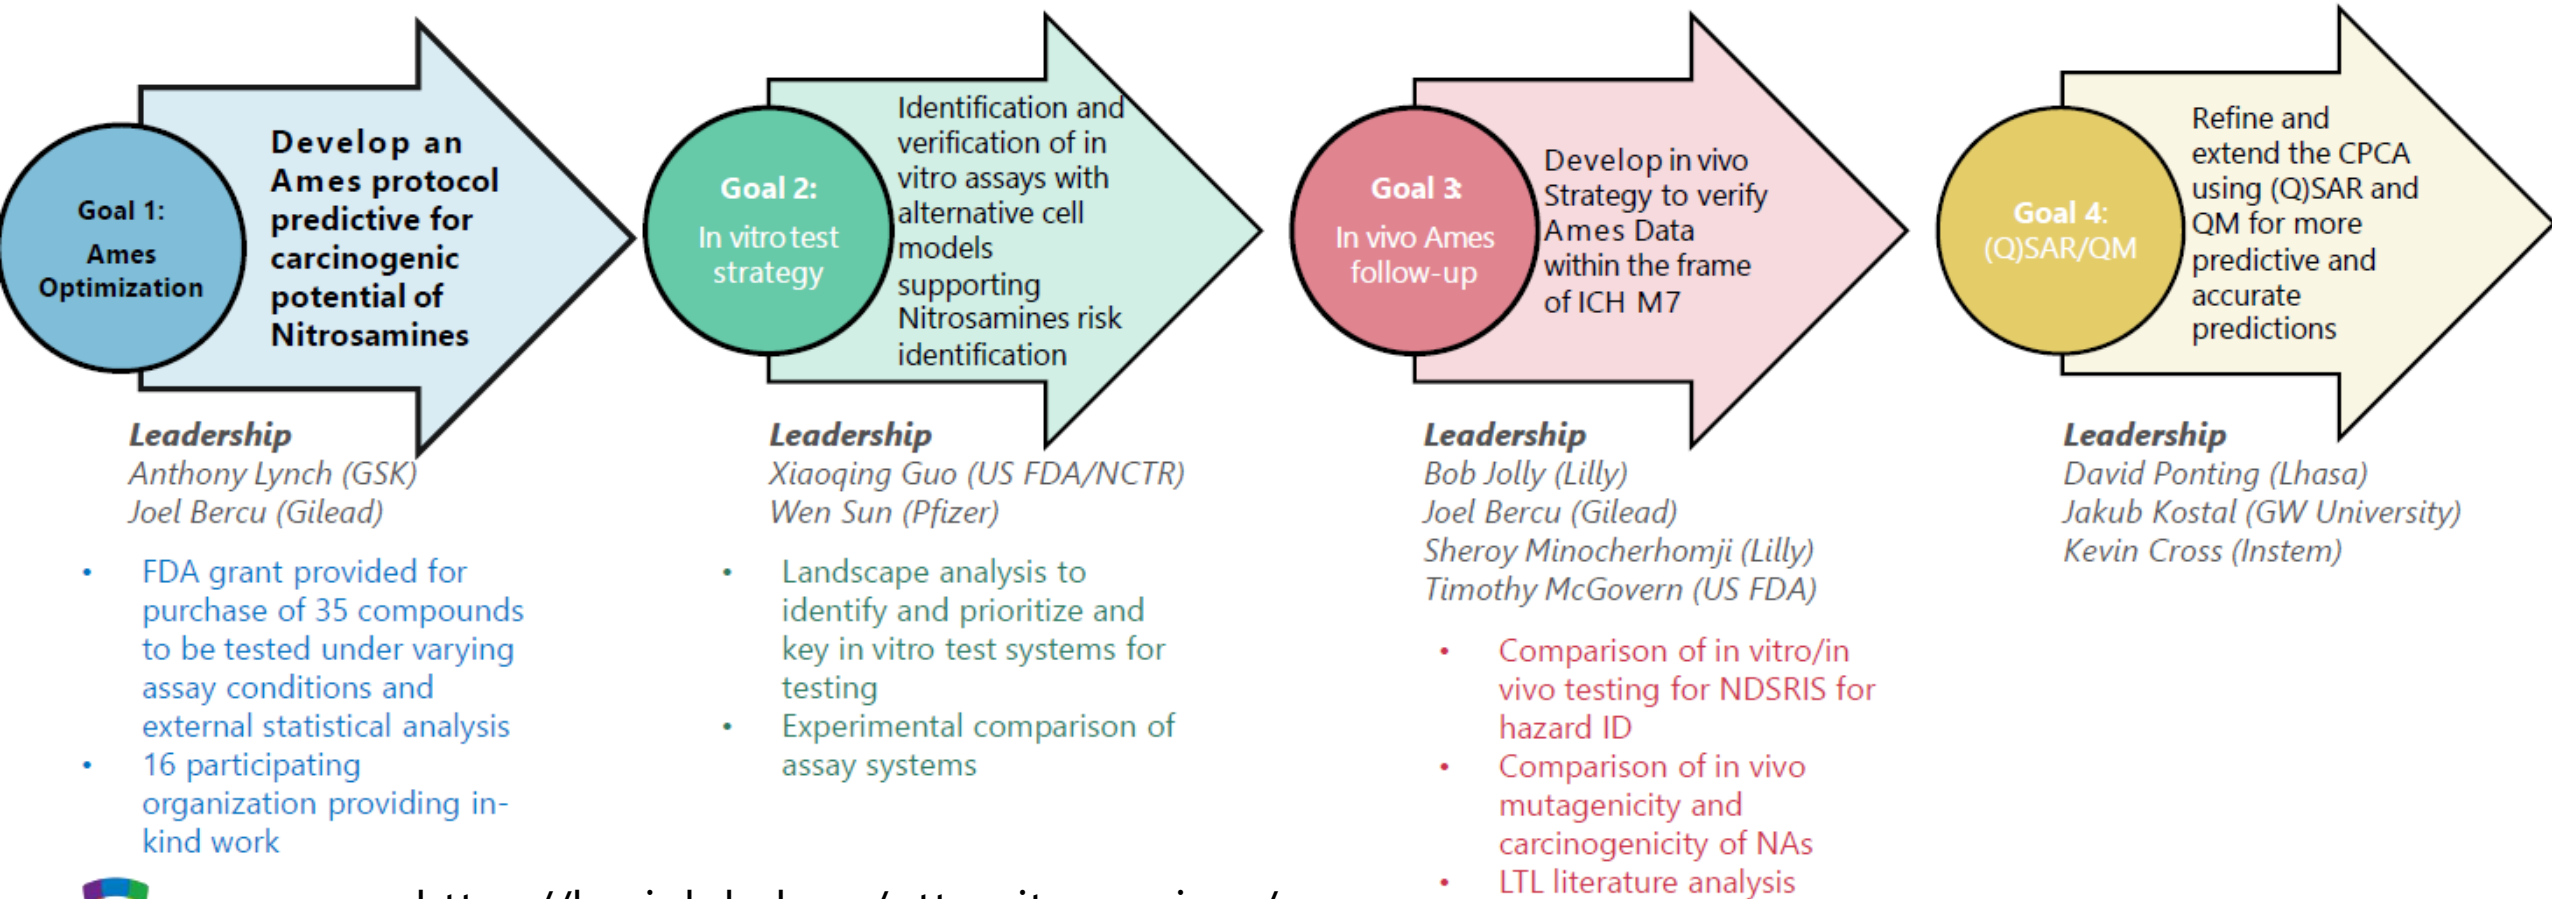 Goal 1:
Ames
Optimization
Develop an
Ames protocol
predictive for
carcinogenic
potential of
Nitrosamines
Leadership
Anthony Lynch (GSK)
Joel Bercu (Gilead)
• FDA grant provided for
purchase of 35 compounds
to be tested under varying
assay conditions and
external statistical analysis
• 16 participating
organization providing in-
kind work
Goal 2:
In vitro test
strategy
Identification and
verification of in
vitro assays with
alternative cell
models
supporting
Nitrosamines risk
identification
Leadership
Xiaoqing Guo (US FDA/NCTR)
Wen Sun (Pfizer)
• Landscape analysis to
identify and prioritize and
key in vitro test systems for
testing
• Experimental comparison of
assay systems
Goal 3:
In vivo Ames
follow-up
Develop in vivo
Strategy to verify
Ames Data
within the frame
of ICH M7
Leadership
Bob Jolly (Lilly)
Joel Bercu (Gilead)
Sheroy Minocherhomji (Lilly)
Timothy McGovern (US FDA)
• Comparison of in vitro/in
vivo testing for NDSRIS for
hazard ID
• Comparison of in vivo
mutagenicity and
carcinogenicity of NAs
• LTL literature analysis
Goal 4:
(Q)SAR/QM
Refine and
extend the CPCA
using (Q)SAR and
QM for more
predictive and
accurate
predictions
Leadership
David Ponting (Lhasa)
Jakub Kostal (GW University)
Kevin Cross (Instem)